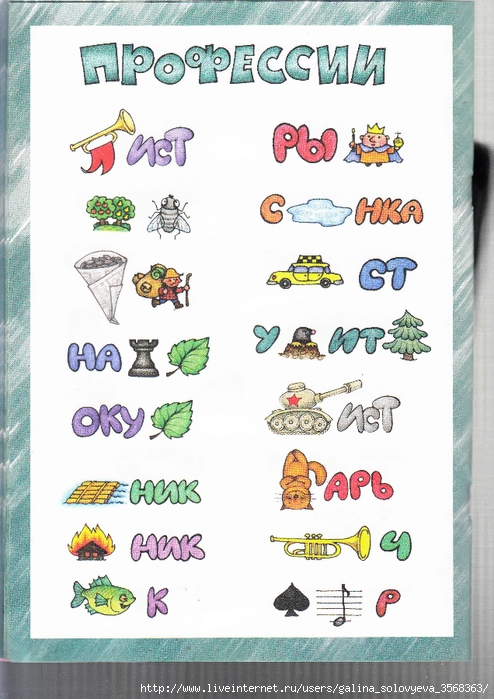 ПРОФЕССИИ
ИСТ РЫ
С НКА
СТ
НА У ИТ
ОКУ ИСТ
НИК АРЬ
НИК Ч
К Р
http://www.liveinternet.ru/users/galina_solovyeva_3568363/